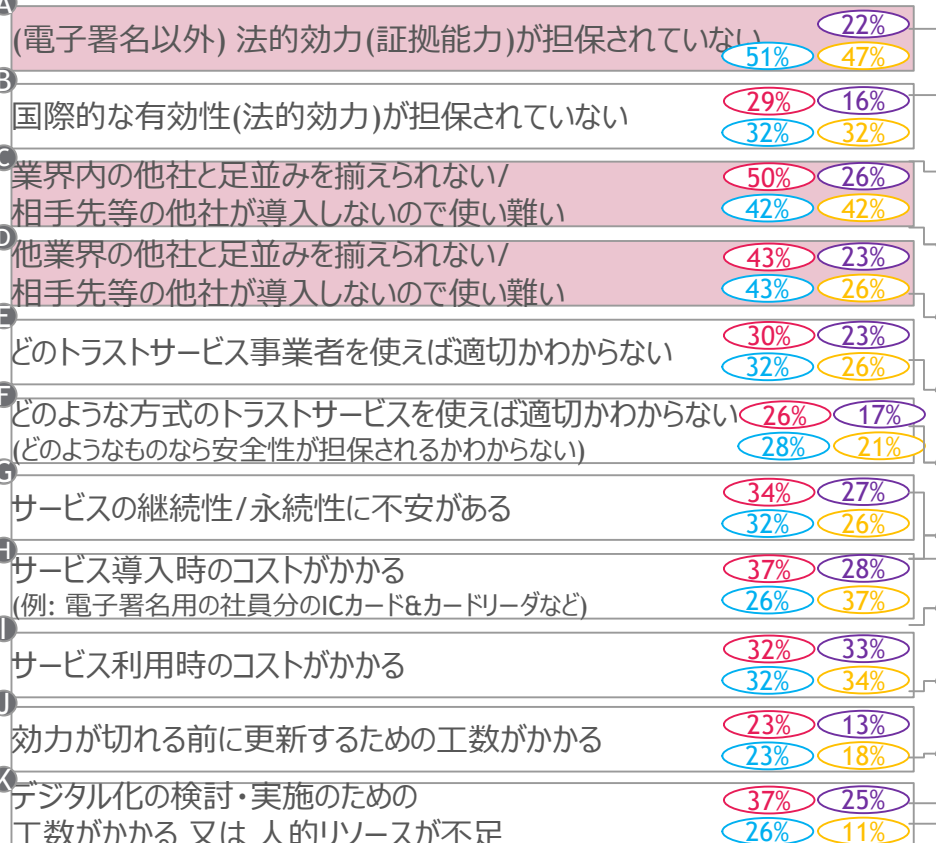 A
(電子署名以外) 法的効力(証拠能力)が担保されていない
22%
51% 47%
B
国際的な有効性(法的効力)が担保されていない
29% 16%
32% 32%
C
業界内の他社と足並みを揃えられない/
相手先等の他社が導入しないので使い難い
50% 26%
42% 42%
D
他業界の他社と足並みを揃えられない/
相手先等の他社が導入しないので使い難い
43% 23%
43% 26%
E
どのトラストサービス事業者を使えば適切かわからない
30% 23%
32% 26%
F
どのような方式のトラストサービスを使えば適切かわからない
(どのようなものなら安全性が担保されるかわからない)
26% 17%
28% 21%
G
サービスの継続性/永続性に不安がある
34% 27%
32% 26%
H
サービス導入時のコストがかかる
(例: 電子署名用の社員分のICカード&カードリーダなど)
37% 28%
26% 37%
I
サービス利用時のコストがかかる
32% 33%
32% 34%
J
効力が切れる前に更新するための工数がかかる
23% 13%
23% 18%
K
デジタル化の検討・実施のための
工数がかかる 又は 人的リソースが不足
37% 25%
26% 11%